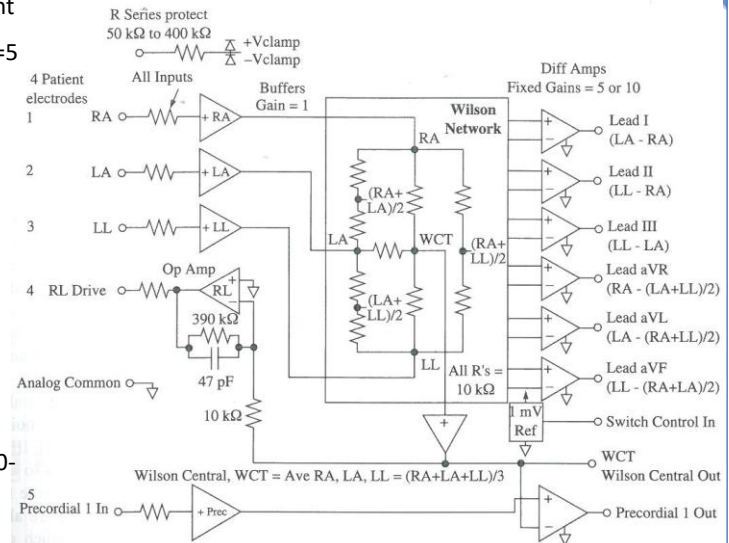 nt
=5
0-
R Series protect
50 kΩ to 400 kΩ
+Vclamp
−Vclamp
4 Patient
electrodes
All Inputs
Buffers
Gain = 1
Diff Amps
Fixed Gains = 5 or 10
Wilson
Network
1
RA
+ RA
RA
+
−
Lead I
(LA - RA)
2
LA
+ LA
(RA+
LA)/2
+
−
Lead II
(LL - RA)
3
LL
+ LL
LA
WCT
(RA+
LL)/2
+
−
Lead III
(LL - LA)
Op Amp
4
RL Drive
RL
+
−
(LA+
LL)/2
+
−
Lead aVR
(RA - (LA+LL)/2)
390 kΩ
47 pF
+
−
Lead aVL
(LA - (RA+LL)/2)
LL
All R's =
10 kΩ
+
−
Lead aVF
(LL - (RA+LA)/2)
Analog Common
10 kΩ
+
1 mV
Ref
Switch Control In
WCT
Wilson Central Out
Wilson Central, WCT = Ave RA, LA, LL = (RA+LA+LL)/3
5
Precordial 1 In
+ Prec
+
−
Precordial 1 Out